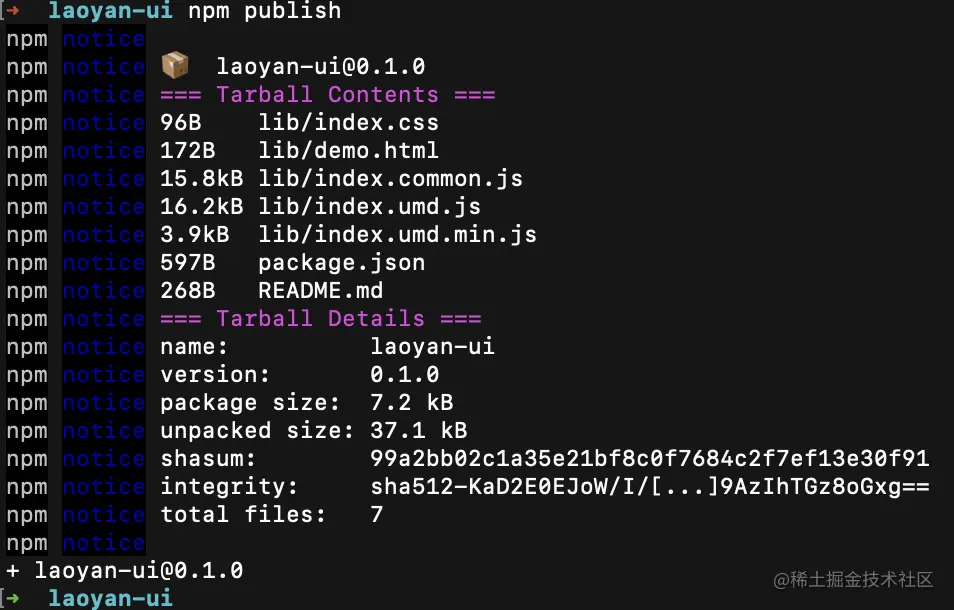 → laoyan-ui npm publish
npm notice
npm notice 📦 laoyan-ui@0.1.0
npm notice === Tarball Contents ===
npm notice 96B lib/index.css
npm notice 172B lib/demo.html
npm notice 15.8kB lib/index.common.js
npm notice 16.2kB lib/index.umd.js
npm notice 3.9kB lib/index.umd.min.js
npm notice 597B package.json
npm notice 268B README.md
npm notice === Tarball Details ===
npm notice name: laoyan-ui
npm notice version: 0.1.0
npm notice package size: 7.2 kB
npm notice unpacked size: 37.1 kB
npm notice shasum: 99a2bb02c1a35e21bf8c0f7684c2f7ef13e30f91
npm notice integrity: sha512-KaD2E0EJoW/I/[...]9AzIhTGz8oGxg==
npm notice total files: 7
npm notice
+ laoyan-ui@0.1.0
→ laoyan-ui
@稀土掘金技术社区